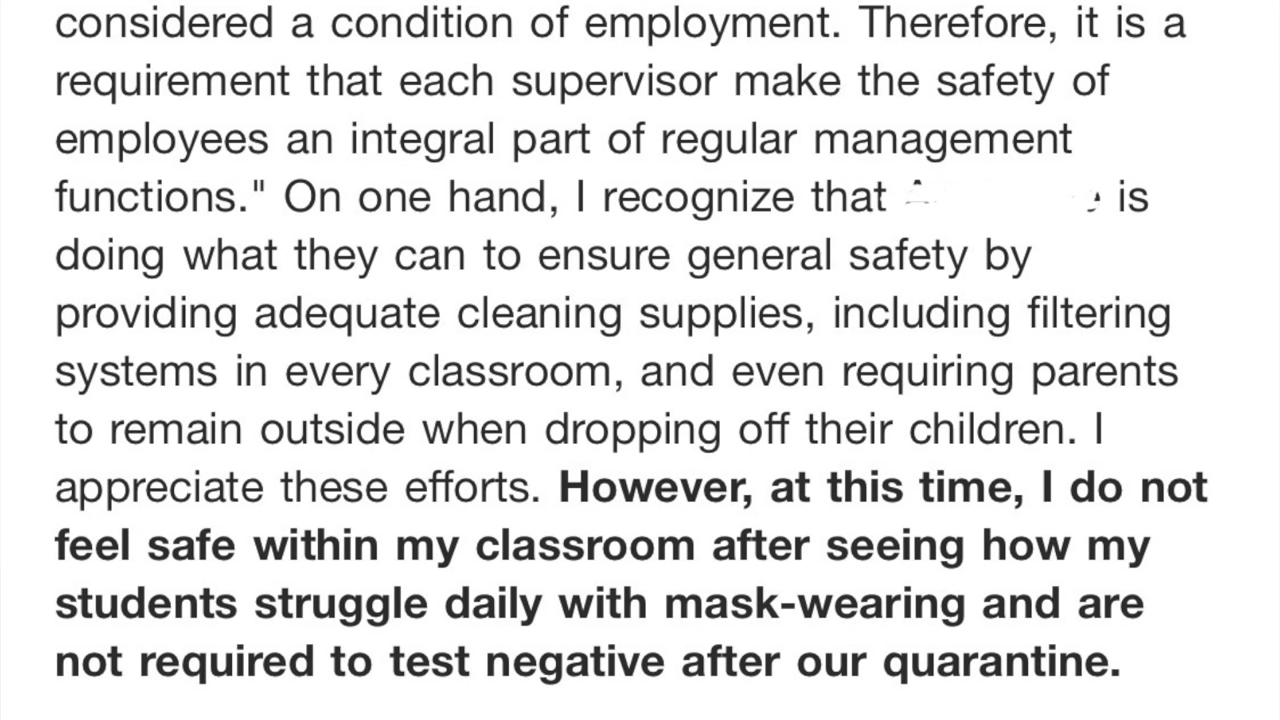 considered a condition of employment. Therefore, it is a
requirement that each supervisor make the safety of
employees an integral part of regular management
functions." On one hand, I recognize that is
doing what they can to ensure general safety by
providing adequate cleaning supplies, including filtering
systems in every classroom, and even requiring parents
to remain outside when dropping off their children. I
appreciate these efforts. However, at this time, I do not
feel safe within my classroom after seeing how my
students struggle daily with mask-wearing and are
not required to test negative after our quarantine.